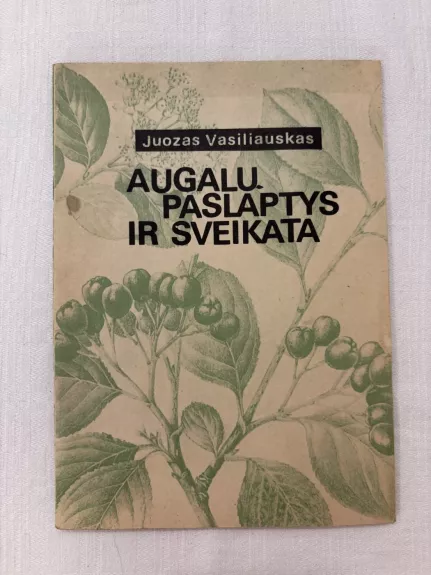 Juozas Vasiliauskas
AUGALŲ
PASLAPTYS
IR SVEIKATA